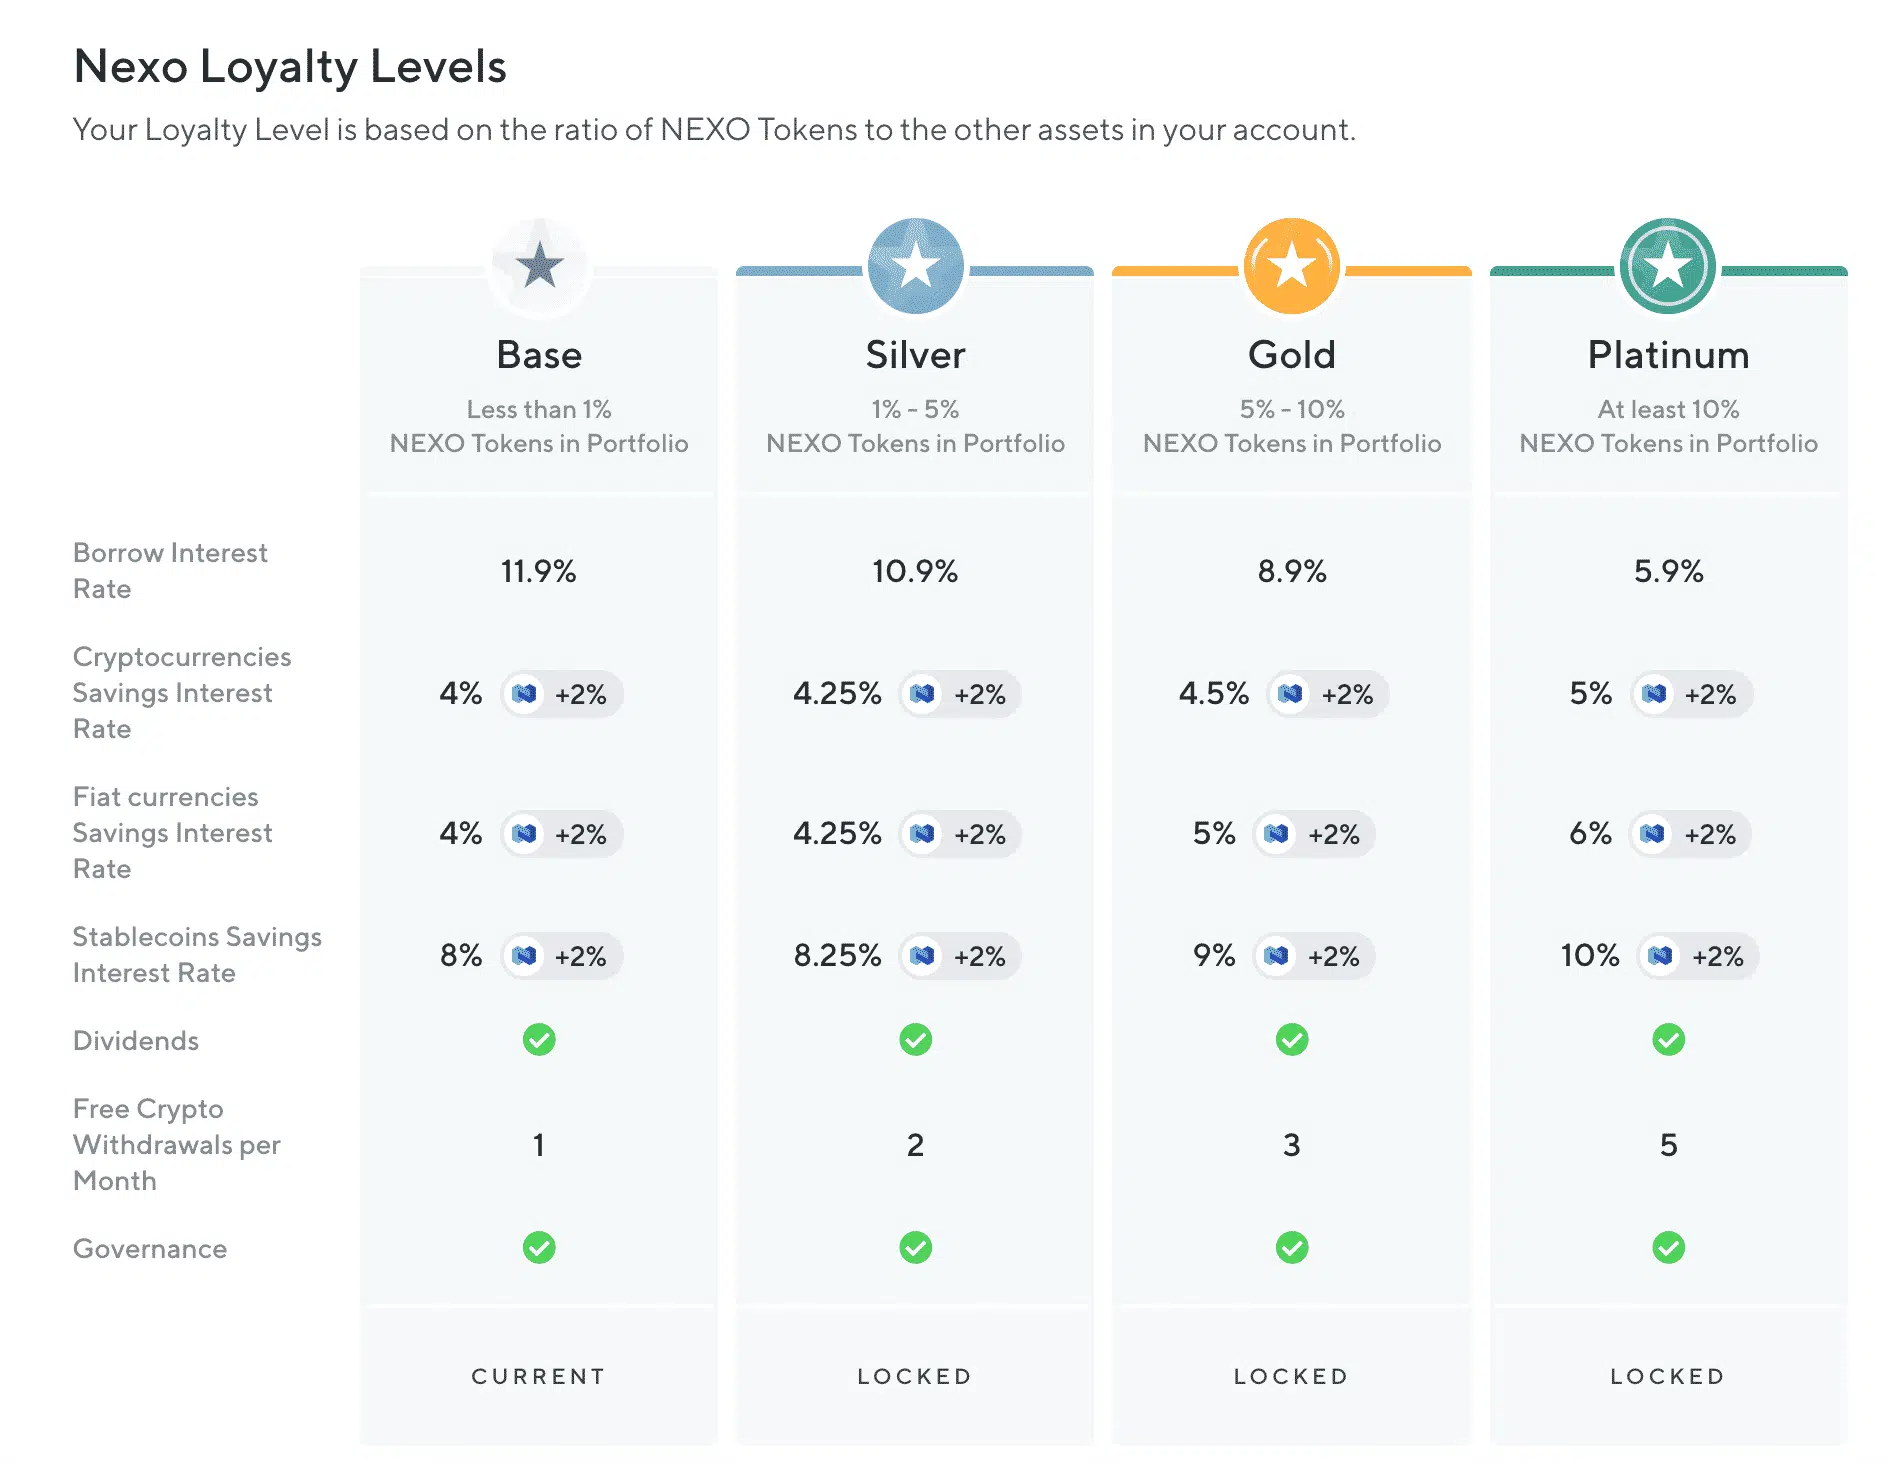 Nexo Loyalty Levels
Your Loyalty Level is based on the ratio of NEXO Tokens to the other assets in your account.
Base
Less than 1%
NEXO Tokens in Portfolio
Silver
1% - 5%
NEXO Tokens in Portfolio
Gold
5% - 10%
NEXO Tokens in Portfolio
Platinum
At least 10%
NEXO Tokens in Portfolio
Borrow Interest
Rate
11.9%
10.9%
8.9%
5.9%
Cryptocurrencies
Savings Interest
Rate
4% +2%
4.25% +2%
4.5% +2%
5% +2%
Fiat currencies
Savings Interest
Rate
4% +2%
4.25% +2%
5% +2%
6% +2%
Stablecoins Savings
Interest Rate
8% +2%
8.25% +2%
9% +2%
10% +2%
Dividends
Free Crypto
Withdrawals per
Month
1
2
3
5
Governance
CURRENT
LOCKED
LOCKED
LOCKED